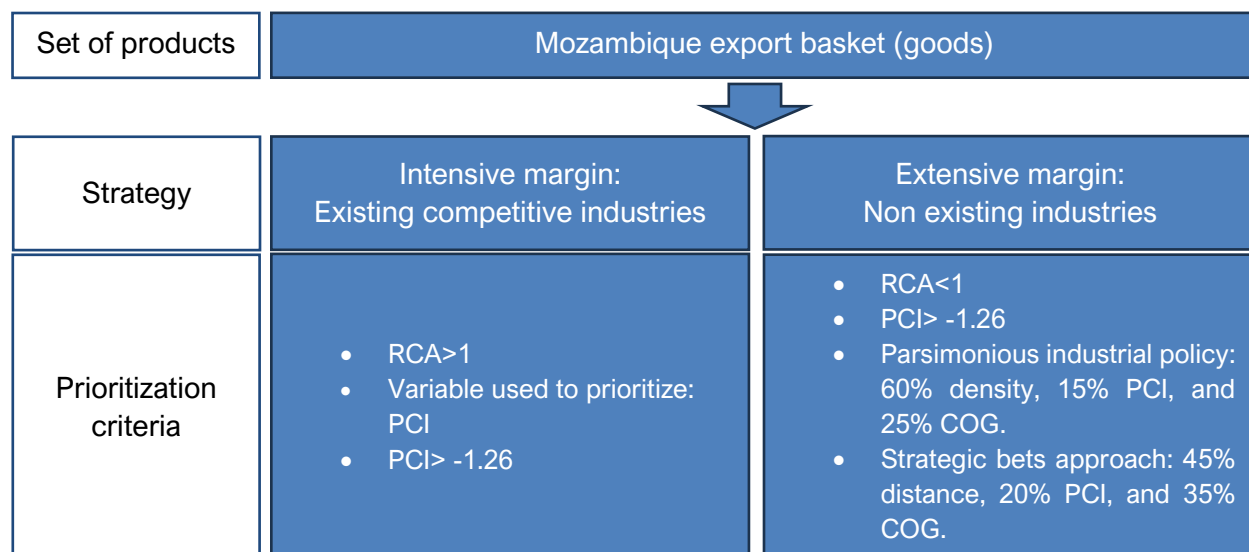 Set of products
Mozambique export basket (goods)
Strategy
Intensive margin:
Existing competitive industries
Extensive margin:
Non existing industries
Prioritization
criteria
• RCA>1
• Variable used to prioritize:
PCI
• PCI> -1.26
• RCA<1
• PCI> -1.26
• Parsimonious industrial policy:
60% density, 15% PCI, and
25% COG.
• Strategic bets approach: 45%
distance, 20% PCI, and 35%
COG.